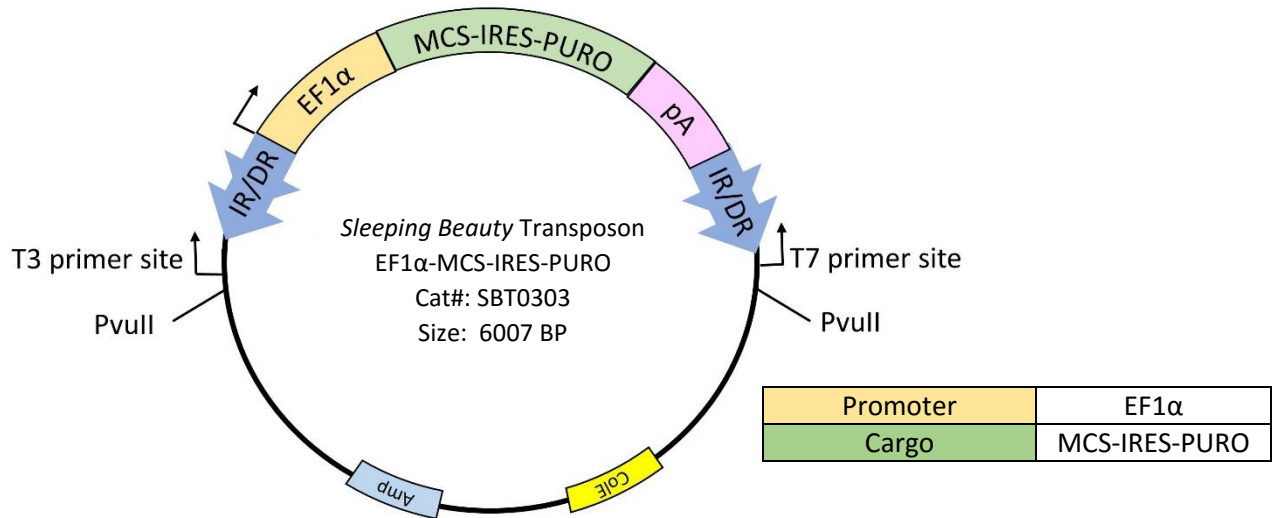 MCS-IRES-PURO
EF1α
pA
IR/DR
IR/DR
Sleeping Beauty Transposon
EF1α-MCS-IRES-PURO
Cat#: SBT0303
Size: 6007 BP
T3 primer site
T7 primer site
PvuII
PvuII
Promoter EF1α
Cargo MCS-IRES-PURO
Amp
ColE